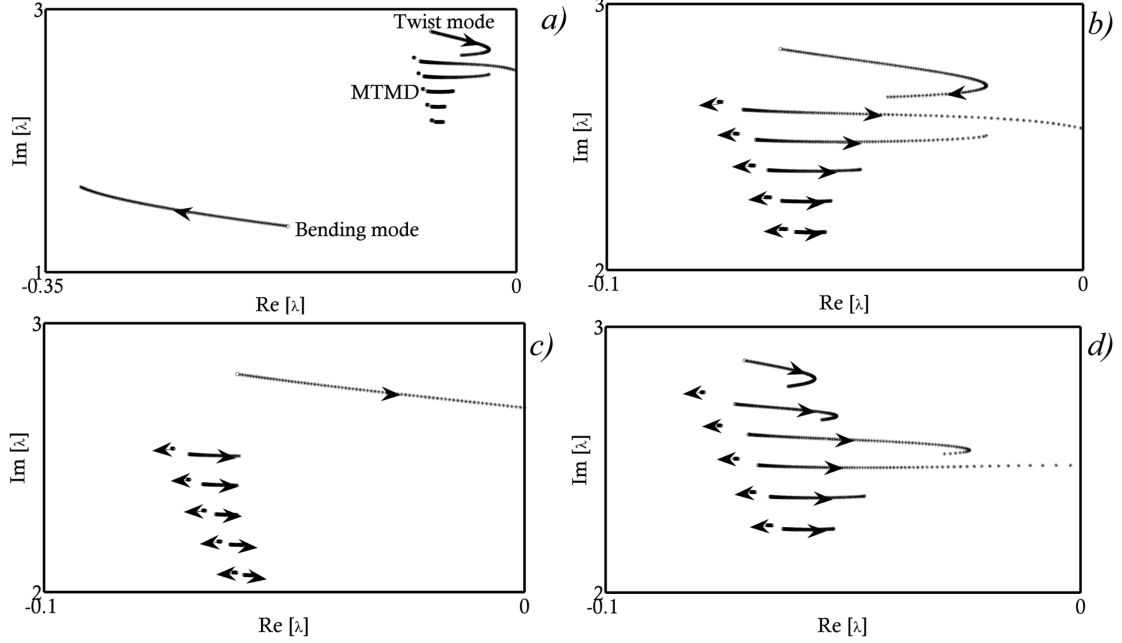 3
Twist mode
a)
MTMD
Im [λ]
Bending mode
1
-0.35
0
Re [λ]
3
b)
Im [λ]
2
-0.1
0
Re [λ]
3
c)
Im [λ]
2
-0.1
0
Re [λ]
3
d)
Im [λ]
2
-0.1
0
Re [λ]